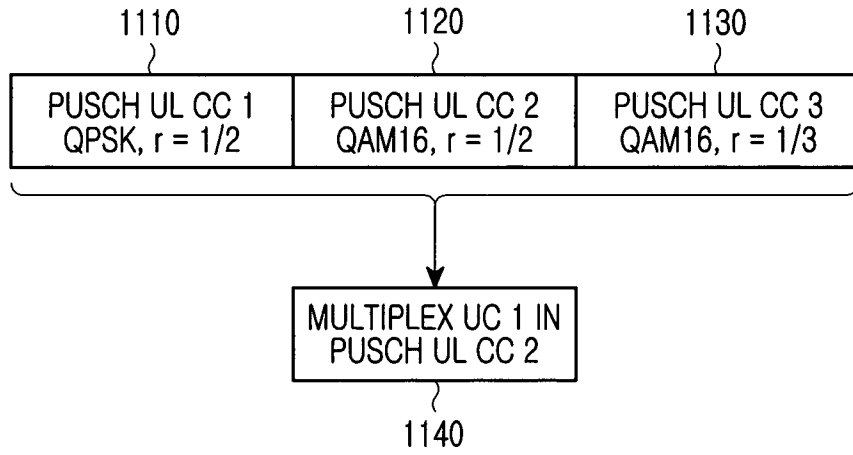 1110 1120 1130
PUSCH UL CC 1
QPSK, r = 1/2
PUSCH UL CC 2
QAM16, r = 1/2
PUSCH UL CC 3
QAM16, r = 1/3
MULTIPLEX UC 1 IN
PUSCH UL CC 2
1140